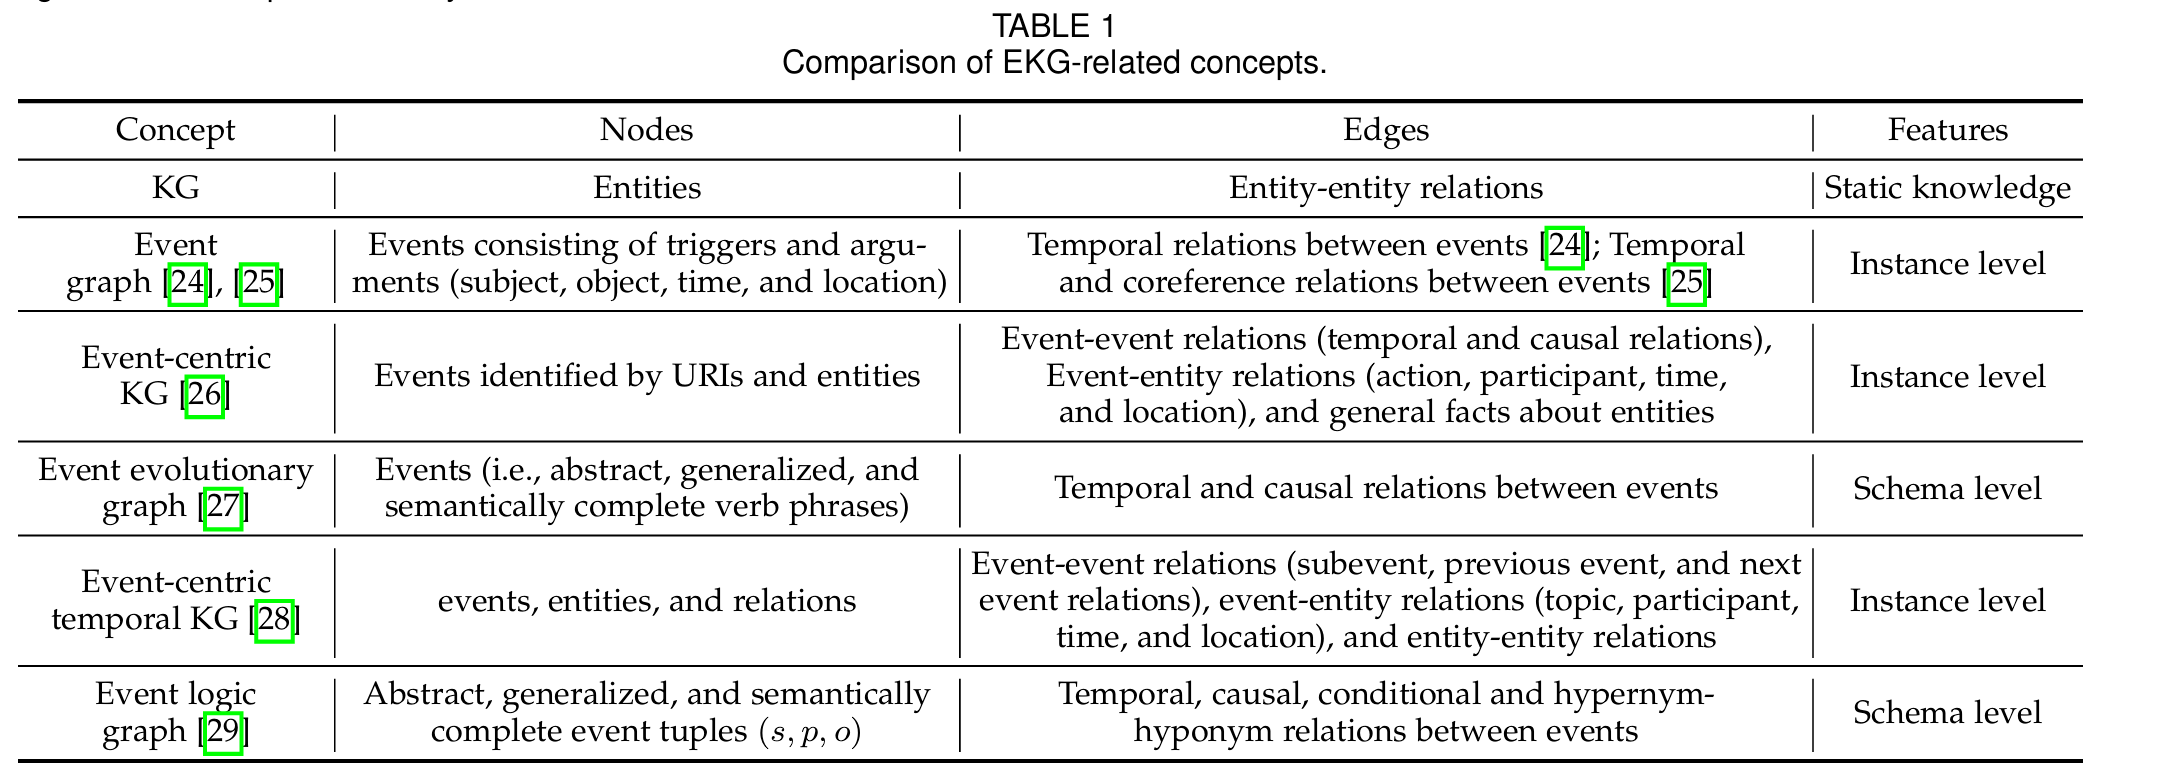 TABLE 1
Comparison of EKG-related concepts.
Concept Nodes Edges Features
KG Entities Entity-entity relations Static knowledge
Event
graph [24], [25]
Events consisting of triggers and argu-
ments (subject, object, time, and location)
Temporal relations between events [24]; Temporal
and coreference relations between events [25]
Instance level
Event-centric
KG [26]
Events identified by URIs and entities
Event-event relations (temporal and causal relations),
Event-entity relations (action, participant, time,
and location), and general facts about entities
Instance level
Event evolutionary
graph [27]
Events (i.e., abstract, generalized, and
semantically complete verb phrases)
Temporal and causal relations between events
Schema level
Event-centric
temporal KG [28]
events, entities, and relations
Event-event relations (subevent, previous event, and next
event relations), event-entity relations (topic, participant,
time, and location), and entity-entity relations
Instance level
Event logic
graph [29]
Abstract, generalized, and semantically
complete event tuples (s, p, o)
Temporal, causal, conditional and hypernym-
hyponym relations between events
Schema level